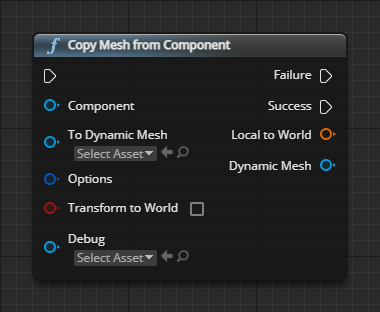 f Copy Mesh from Component
Failure
Component
Success
To Dynamic Mesh
Select Asset
Local to World
Dynamic Mesh
Options
Transform to World
Debug
Select Asset